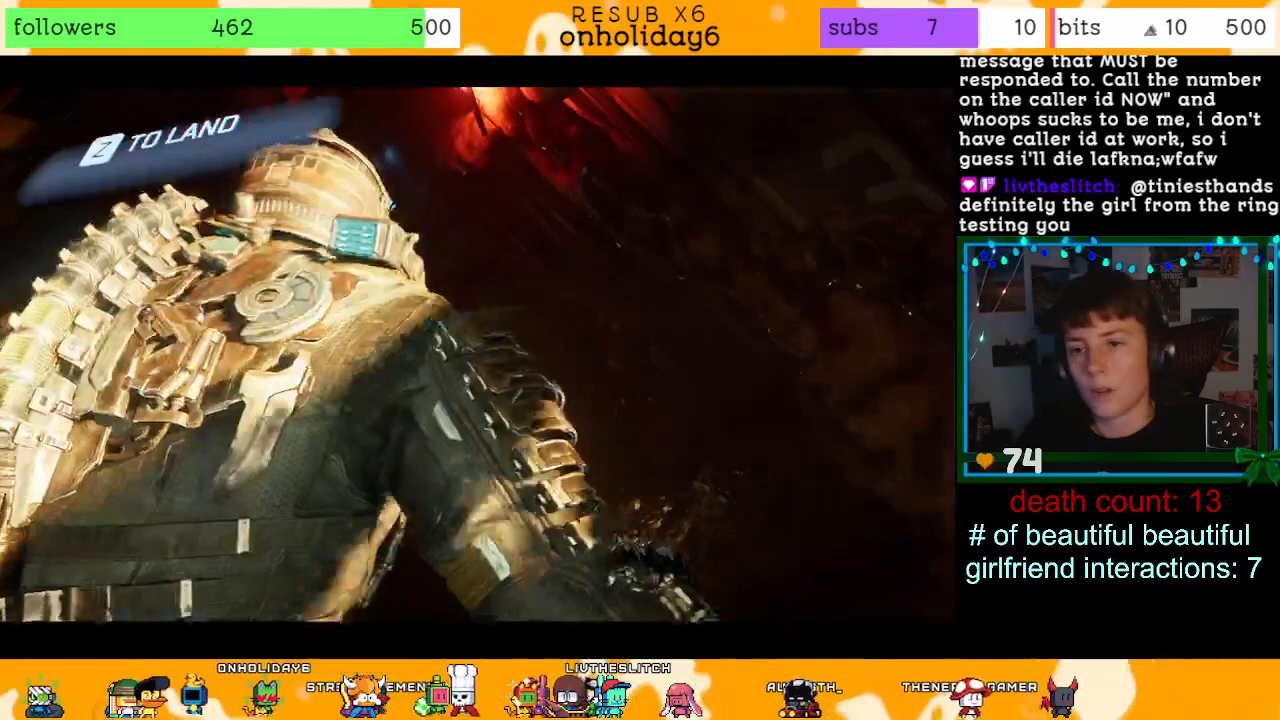 followers 462 500
RESUB X6
onholiday6
subs 7 10
bits 10 500
message that MUST be
responded to. Call the number
on the caller id NOW" and
whoops sucks to be me, i don't
have caller id at work, so i
guess i'll die lafkna;wfafw
livtheslitch: @tiniesthands
definitely the girl from the ring
testing you
Z TO LAND
74
death count: 13
# of beautiful beautiful
girlfriend interactions: 7
ONHOLIDAY6
LIVTHESLITCH